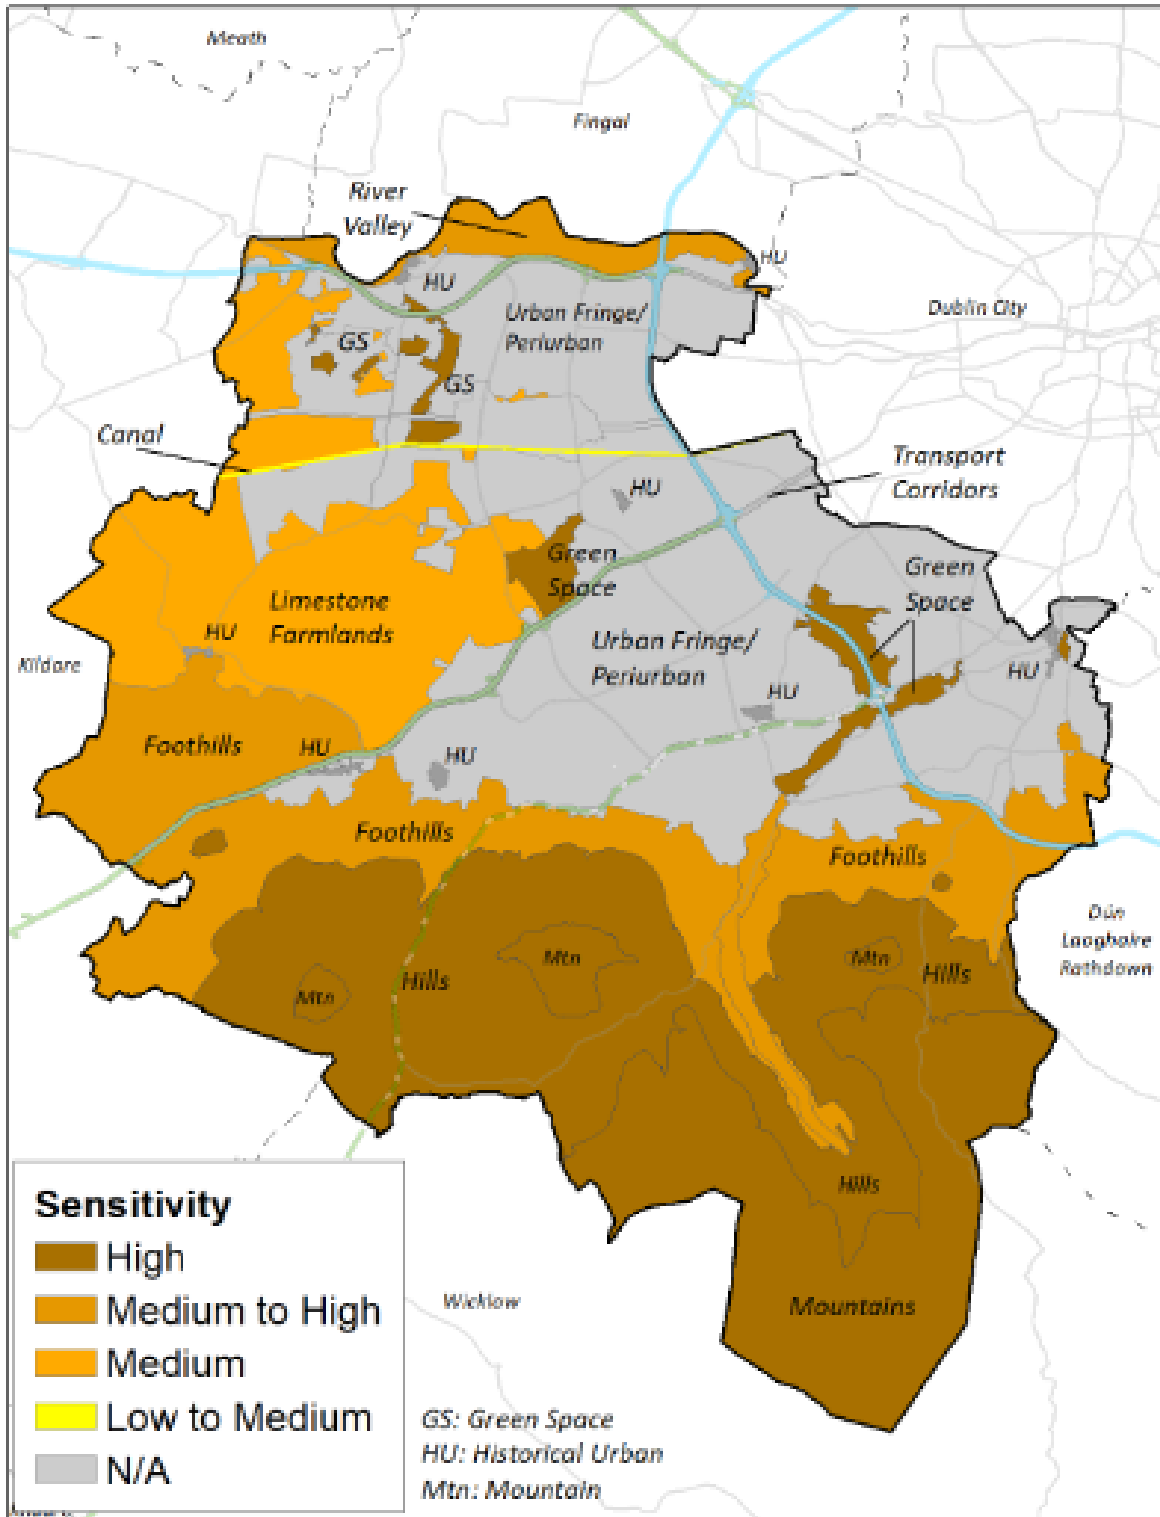 Meath
Fingal
River
Valley
HU
HU
Urban Fringe/
Periurban
Dublin City
GS
GS
Canal
Transport
Corridors
HU
Green
Space
Green
Space
Limestone
Farmlands
HU
Kildare
Urban Fringe/
Periurban
HU
HU
Foothills
HU
HU
Foothills
Foothills
Dún
Laoghaire
Rathdown
Mtn
Mtn
Hills
Mtn
Hills
Hills
Mountains
Wicklow
Sensitivity
High
Medium to High
Medium
Low to Medium
N/A
GS: Green Space
HU: Historical Urban
Mtn: Mountain